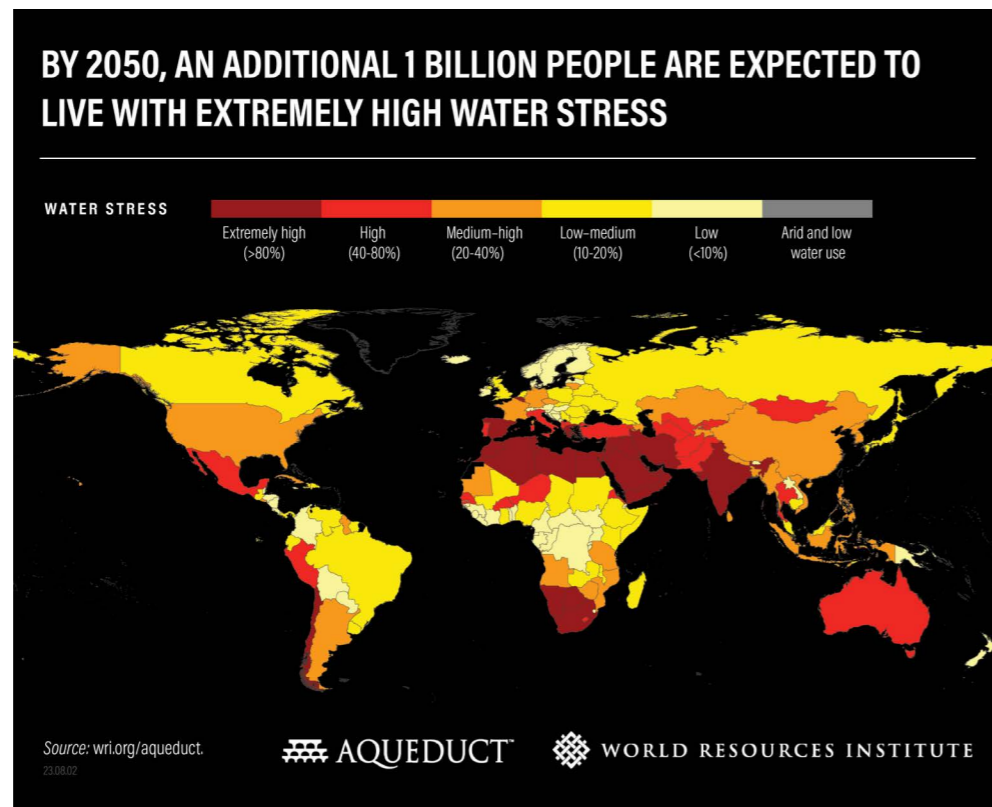 BY 2050, AN ADDITIONAL 1 BILLION PEOPLE ARE EXPECTED TO
LIVE WITH EXTREMELY HIGH WATER STRESS
WATER STRESS
Extremely high
(>80%)
High
(40-80%)
Medium–high
(20-40%)
Low–medium
(10-20%)
Low
(<10%)
Arid and low
water use
Source: wri.org/aqueduct.
23.08.02
AQUEDUCT™
WORLD RESOURCES INSTITUTE